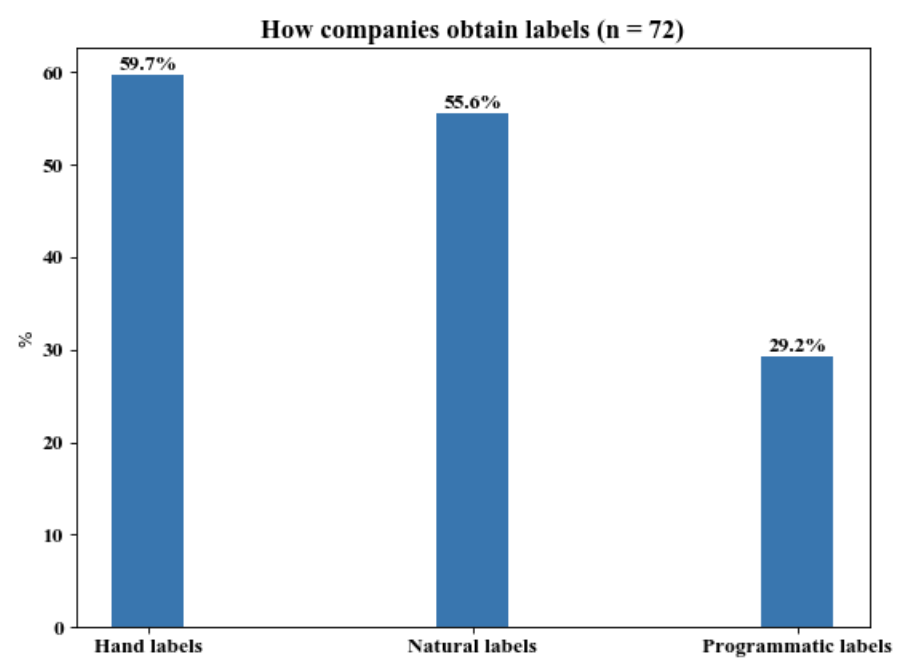 How companies obtain labels (n = 72)
59.7%
55.6%
29.2%
%
60
50
40
30
20
10
0
Hand labels
Natural labels
Programmatic labels